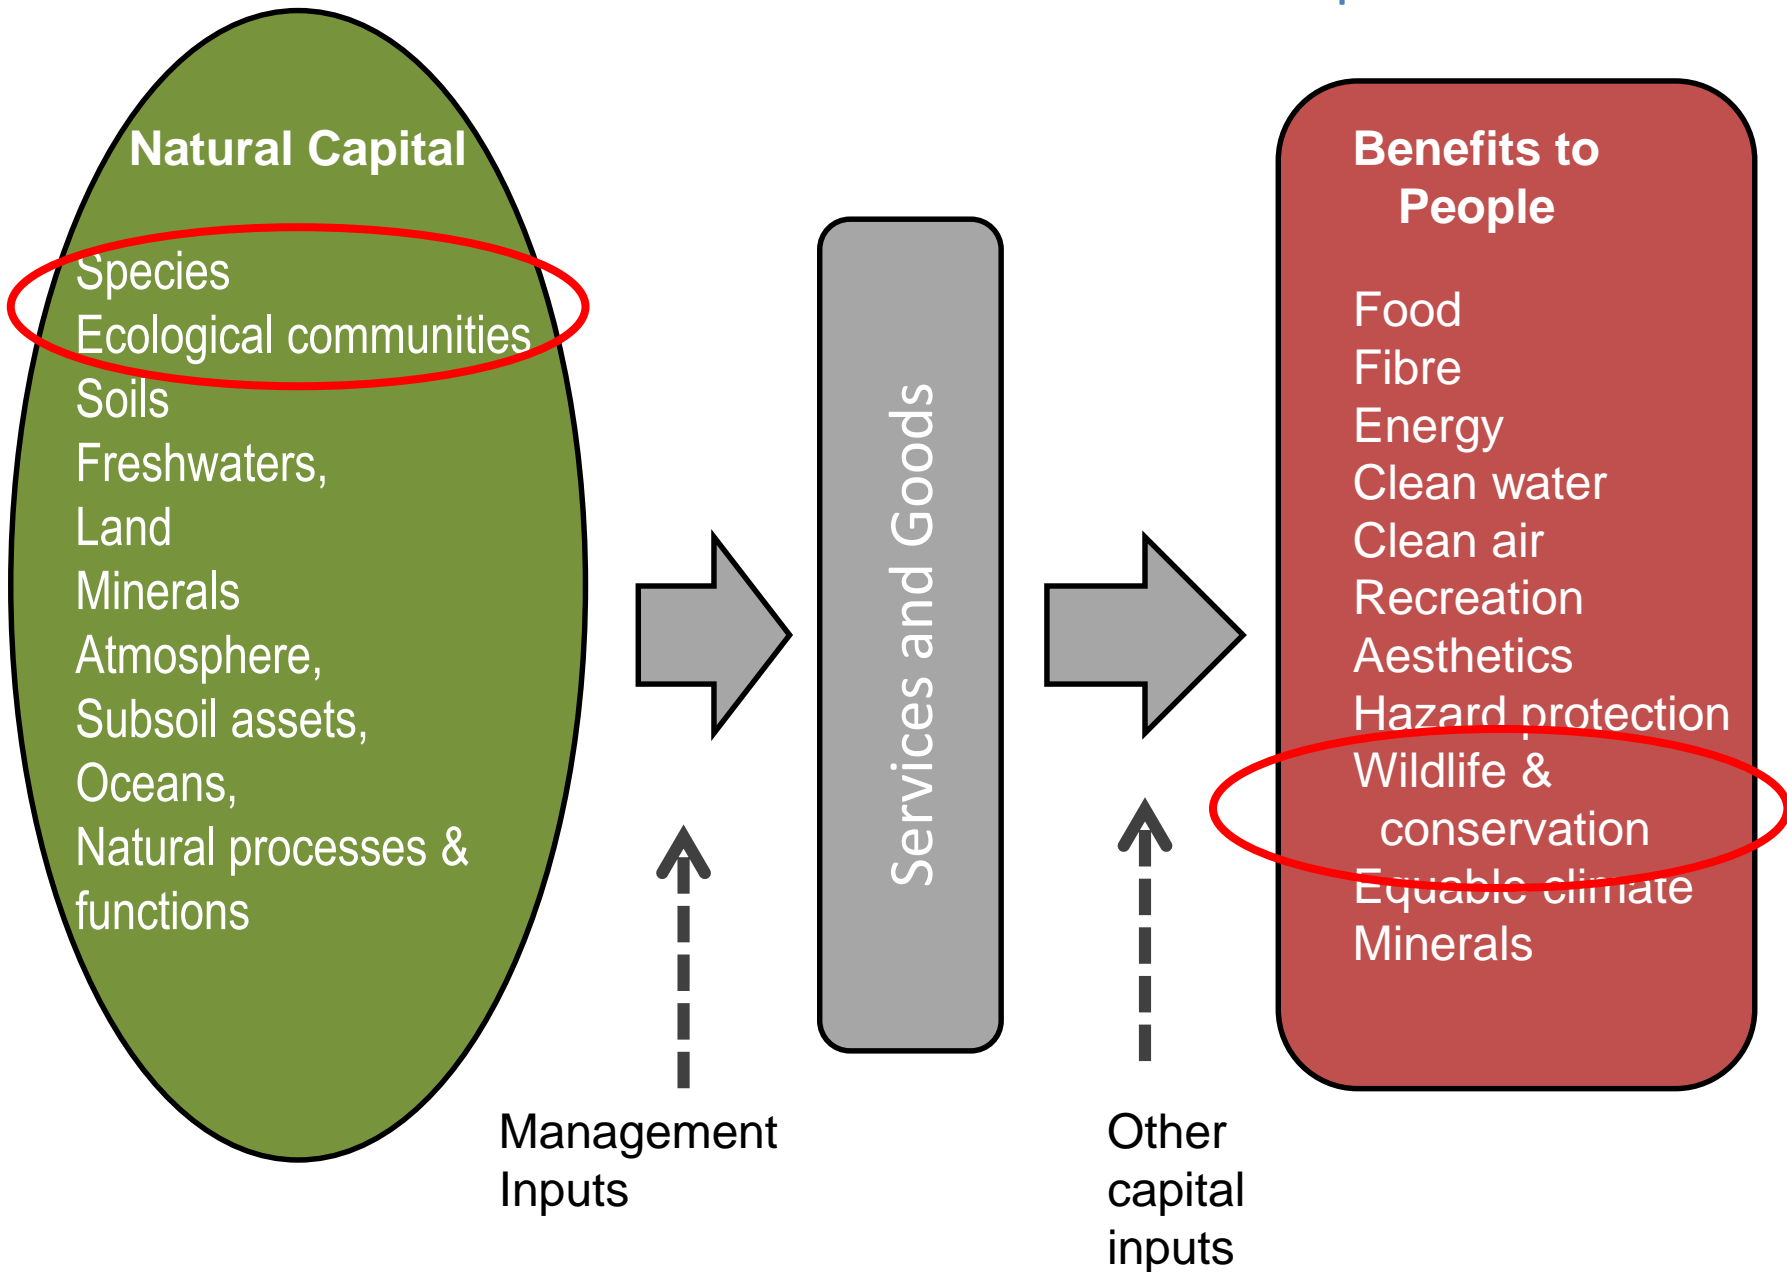 Natural Capital
Species
Ecological communities
Soils
Freshwaters,
Land
Minerals
Atmosphere,
Subsoil assets,
Oceans,
Natural processes &
functions
Management
Inputs
Services and Goods
Other
capital
inputs
Benefits to
People
Food
Fibre
Energy
Clean water
Clean air
Recreation
Aesthetics
Hazard protection
Wildlife &
conservation
Equable climate
Minerals